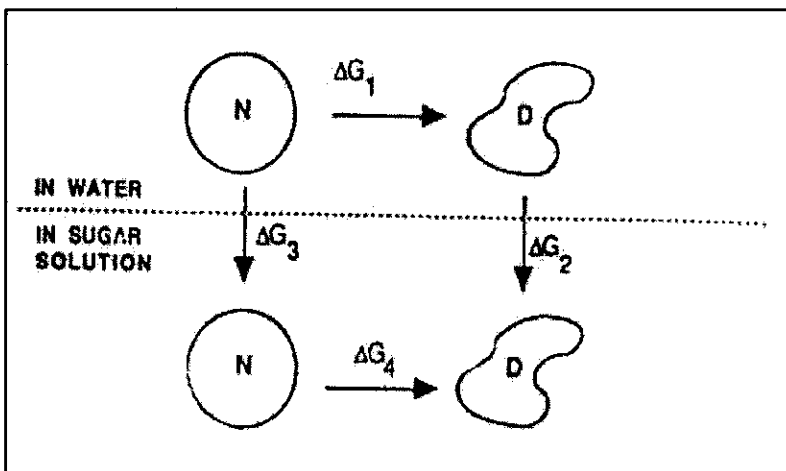 ΔG₁
N
D
IN WATER
IN SUGAR
SOLUTION
ΔG₃
ΔG₂
N
ΔG₄
D